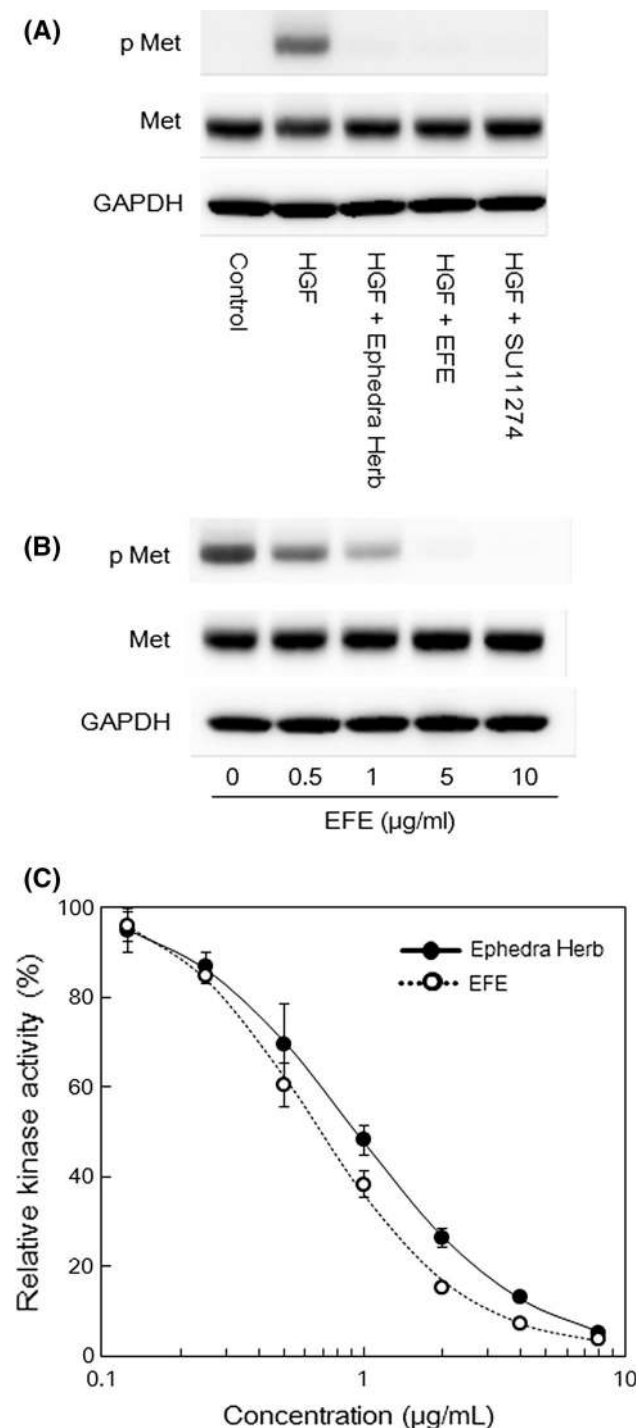 (A)
p Met
Met
GAPDH
Control
HGF
HGF + Ephedra Herb
HGF + EFE
HGF + SU11274
(B)
p Met
Met
GAPDH
0 0.5 1 5 10
EFE (µg/ml)
(C)
100
80
60
40
20
0
Relative kinase activity (%)
Ephedra Herb
EFE
0.1 1 10
Concentration (µg/mL)